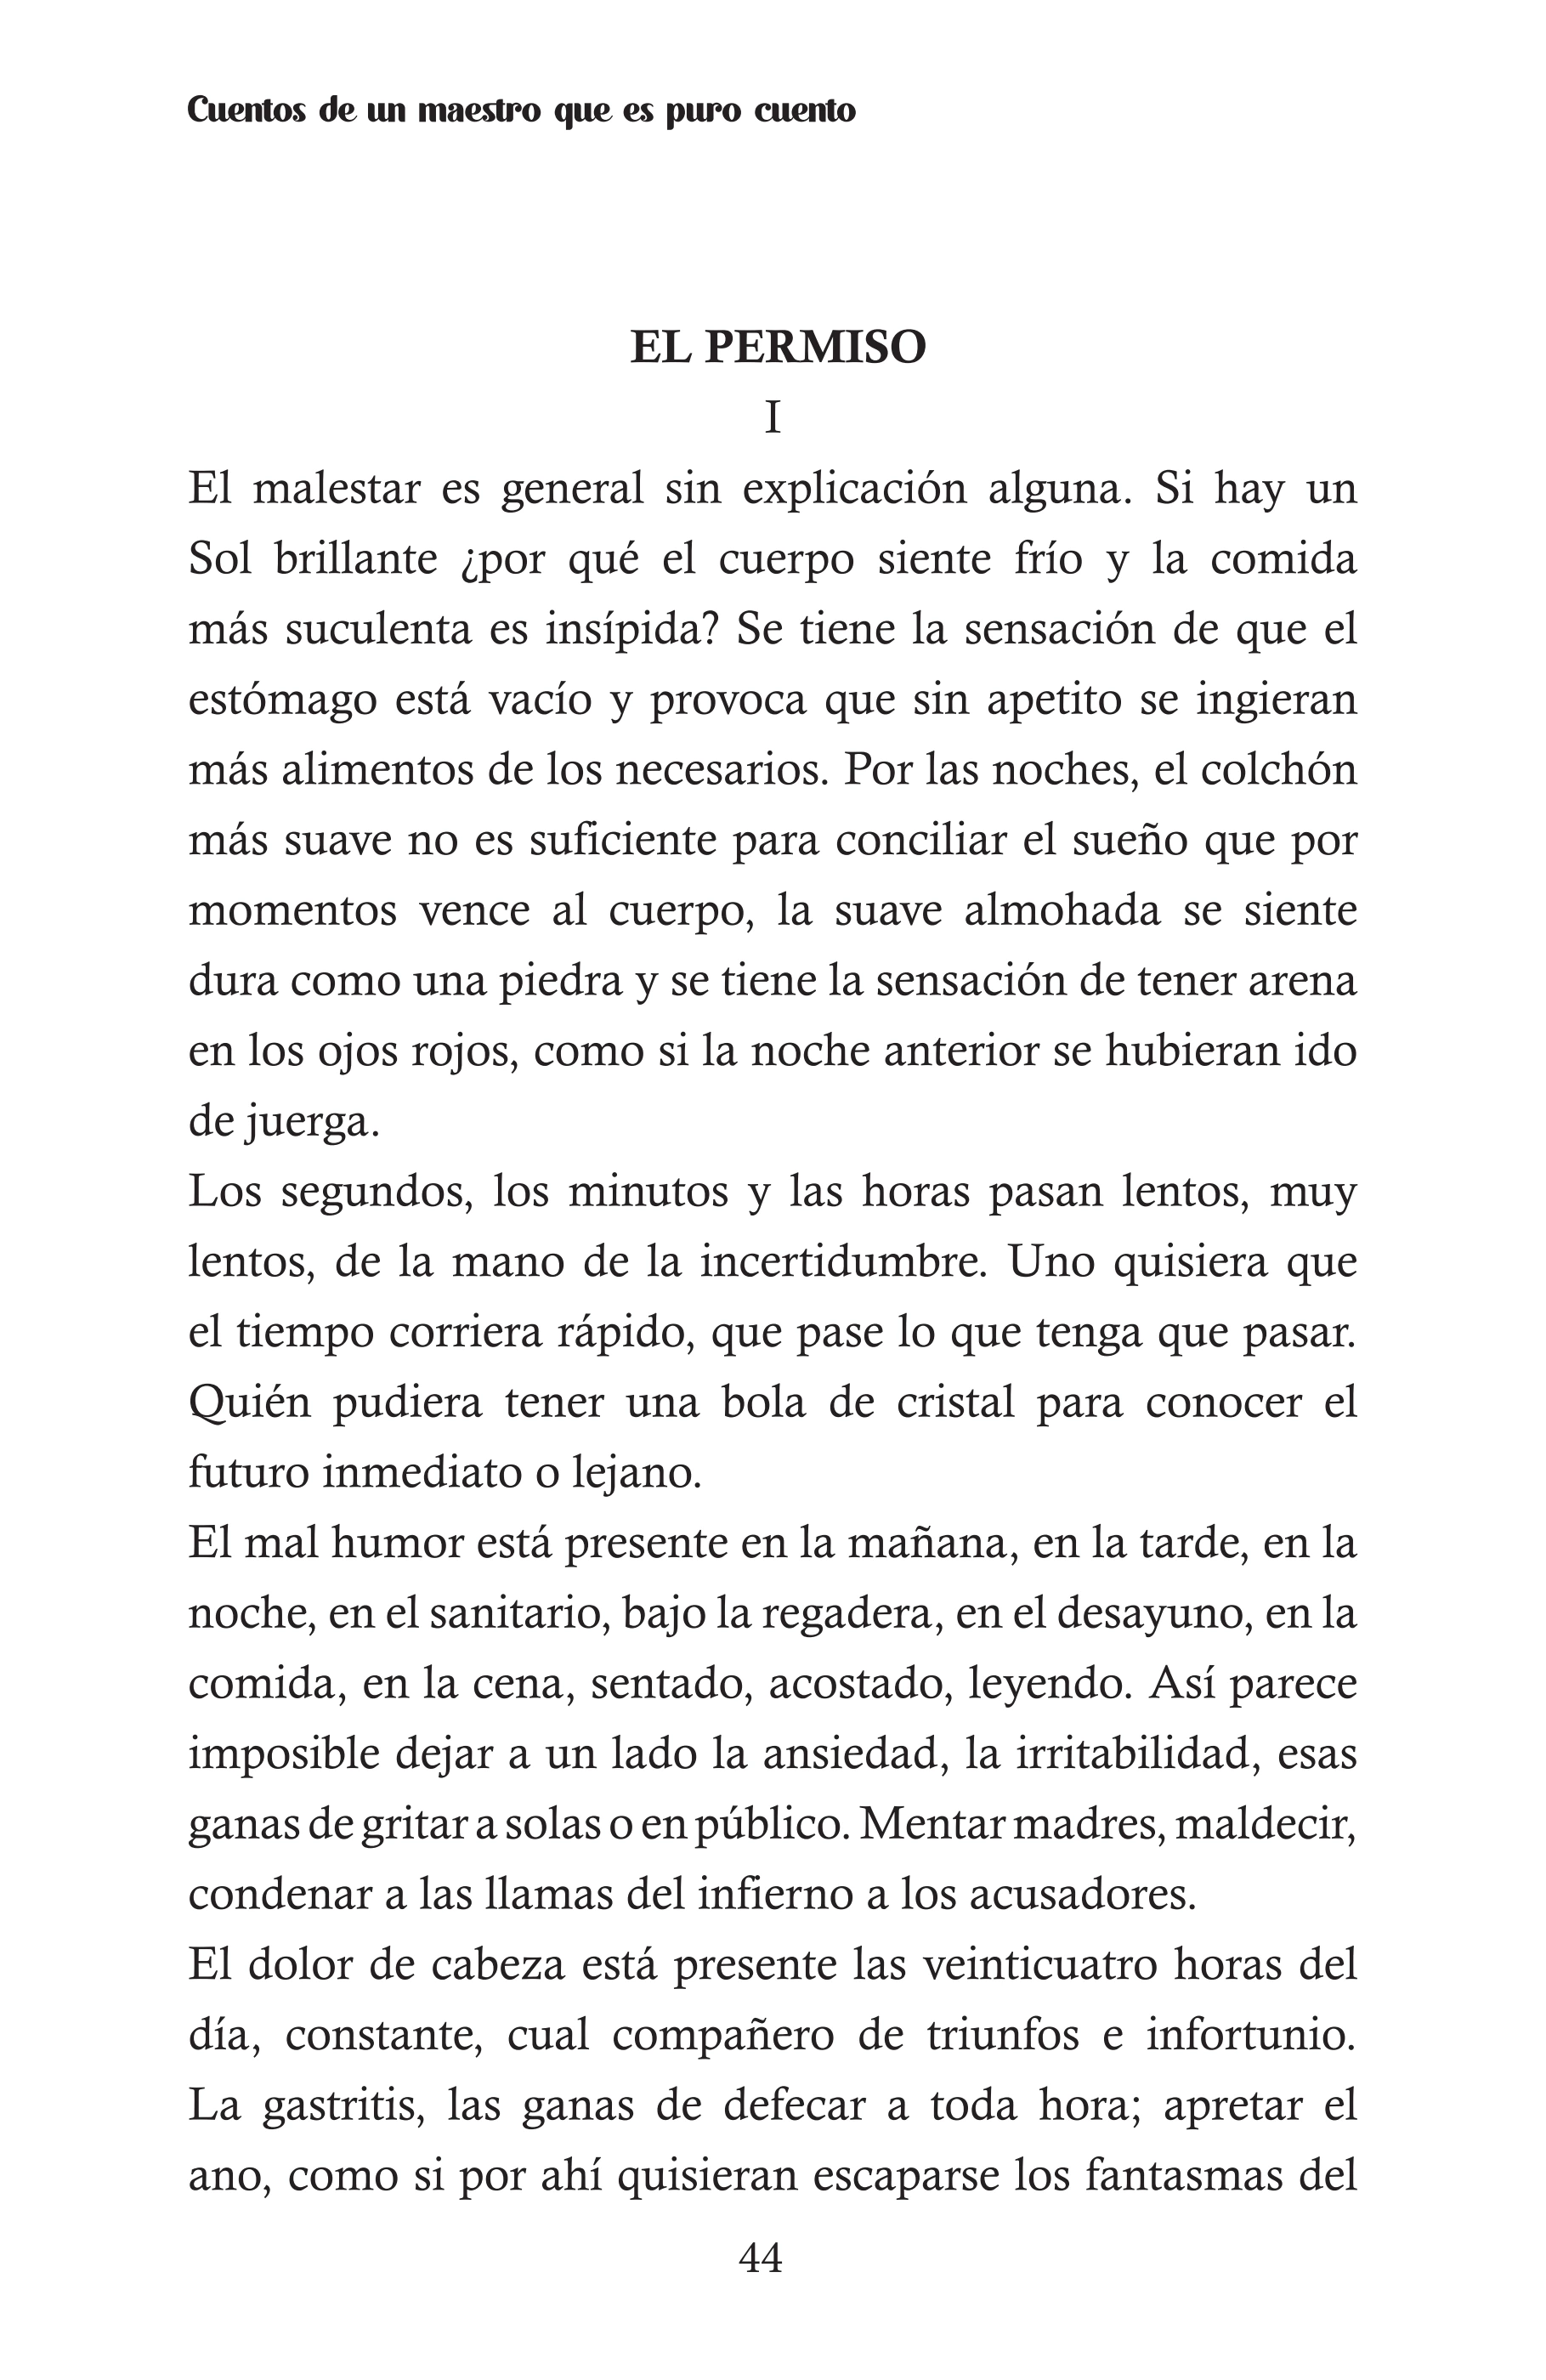 Cuentos de un maestro que es puro cuento
EL PERMISO
I
El malestar es general sin explicación alguna. Si hay un
Sol brillante ¿por qué el cuerpo siente frío y la comida
más suculenta es insípida? Se tiene la sensación de que el
estómago está vacío y provoca que sin apetito se ingieran
más alimentos de los necesarios. Por las noches, el colchón
más suave no es suficiente para conciliar el sueño que por
momentos vence al cuerpo, la suave almohada se siente
dura como una piedra y se tiene la sensación de tener arena
en los ojos rojos, como si la noche anterior se hubieran ido
de juerga.
Los segundos, los minutos y las horas pasan lentos, muy
lentos, de la mano de la incertidumbre. Uno quisiera que
el tiempo corriera rápido, que pase lo que tenga que pasar.
Quién pudiera tener una bola de cristal para conocer el
futuro inmediato o lejano.
El mal humor está presente en la mañana, en la tarde, en la
noche, en el sanitario, bajo la regadera, en el desayuno, en la
comida, en la cena, sentado, acostado, leyendo. Así parece
imposible dejar a un lado la ansiedad, la irritabilidad, esas
ganas de gritar a solas o en público. Mentar madres, maldecir,
condenar a las llamas del infierno a los acusadores.
El dolor de cabeza está presente las veinticuatro horas del
día, constante, cual compañero de triunfos e infortunio.
La gastritis, las ganas de defecar a toda hora; apretar el
ano, como si por ahí quisieran escaparse los fantasmas del
44